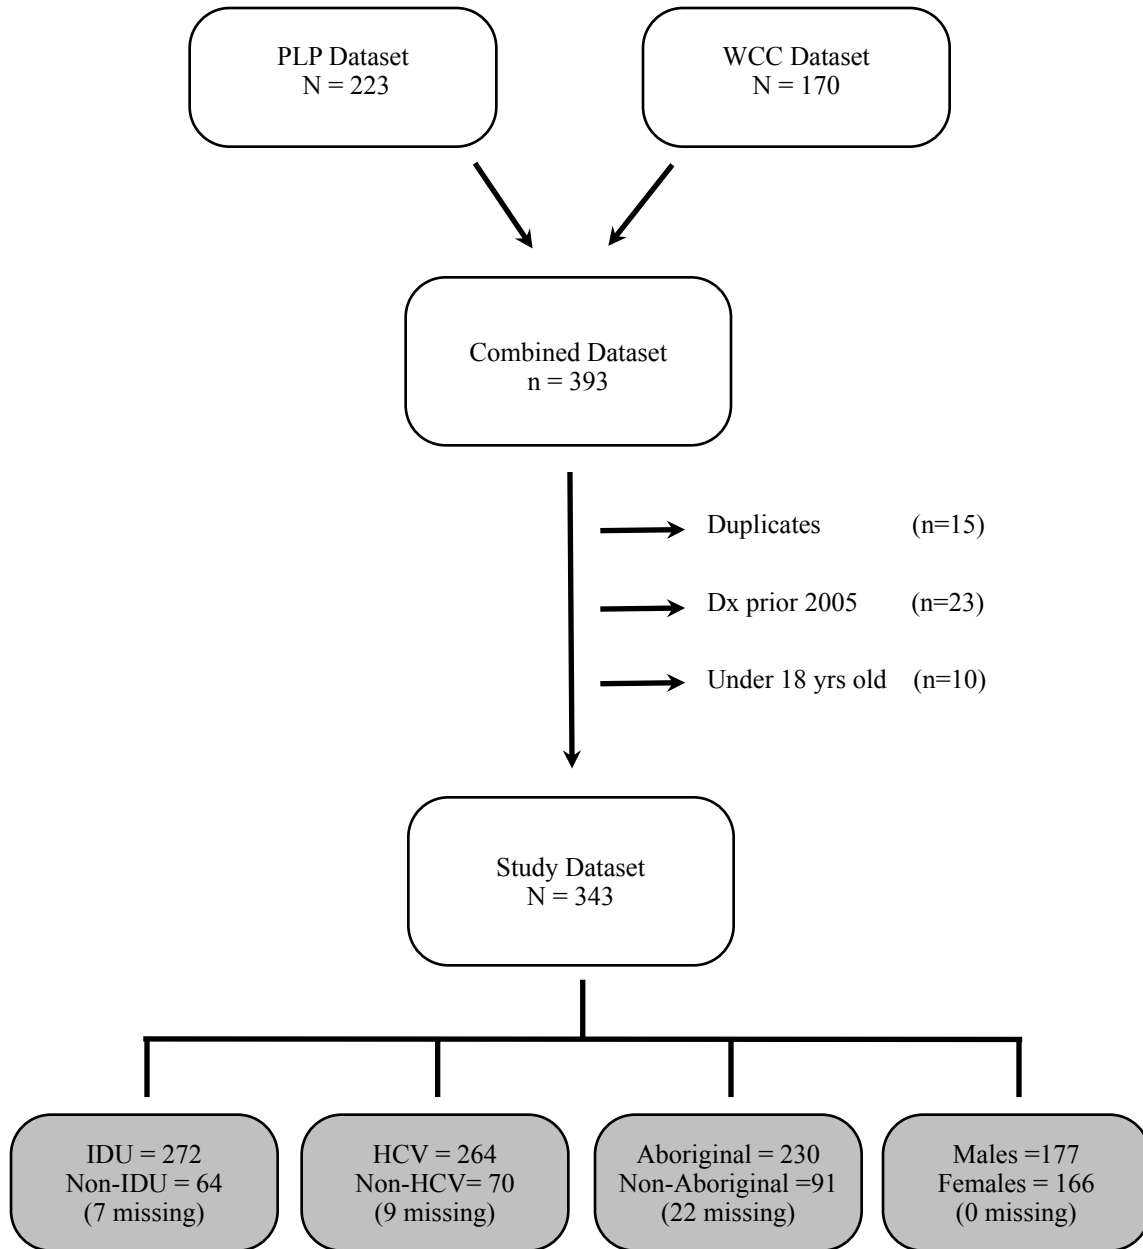 PLP Dataset
N = 223
WCC Dataset
N = 170
Combined Dataset
n = 393
Duplicates (n=15)
Dx prior 2005 (n=23)
Under 18 yrs old (n=10)
Study Dataset
N = 343
IDU = 272
Non-IDU = 64
(7 missing)
HCV = 264
Non-HCV= 70
(9 missing)
Aboriginal = 230
Non-Aboriginal =91
(22 missing)
Males =177
Females = 166
(0 missing)